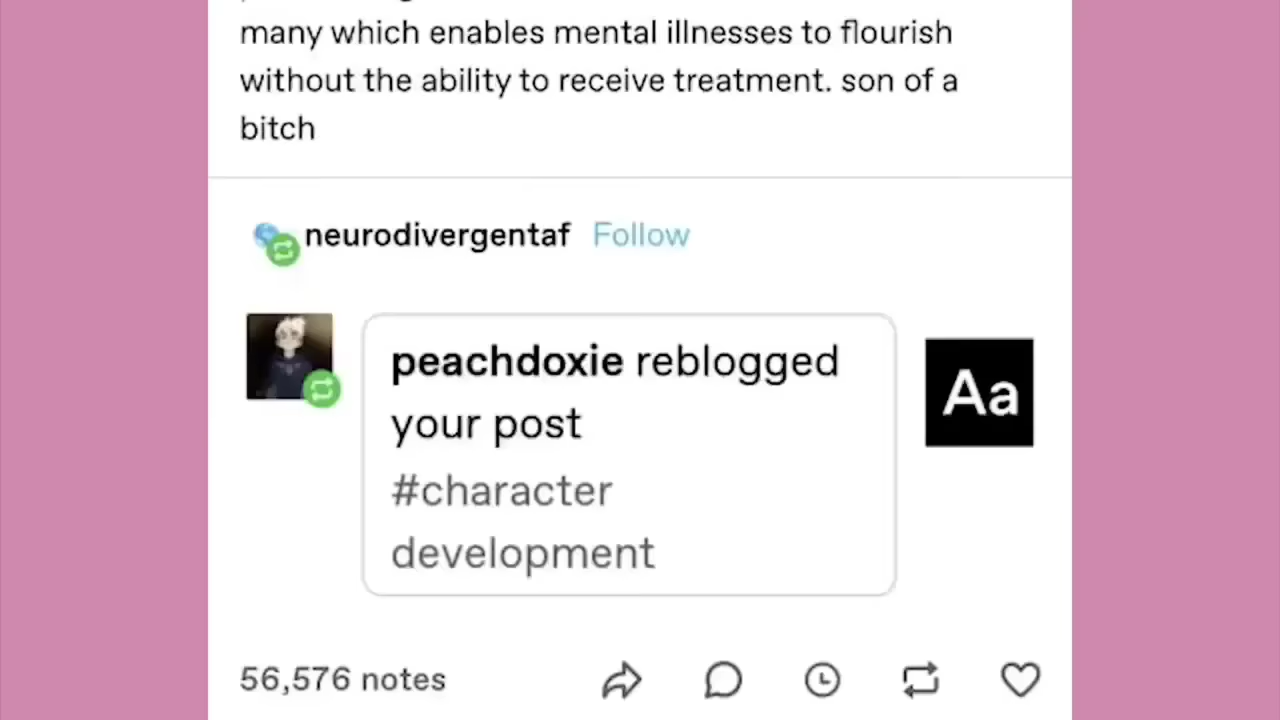 many which enables mental illnesses to flourish
without the ability to receive treatment. son of a
bitch
neurodivergentaf Follow
peachdoxie reblogged
your post
#character
development
Aa
56,576 notes